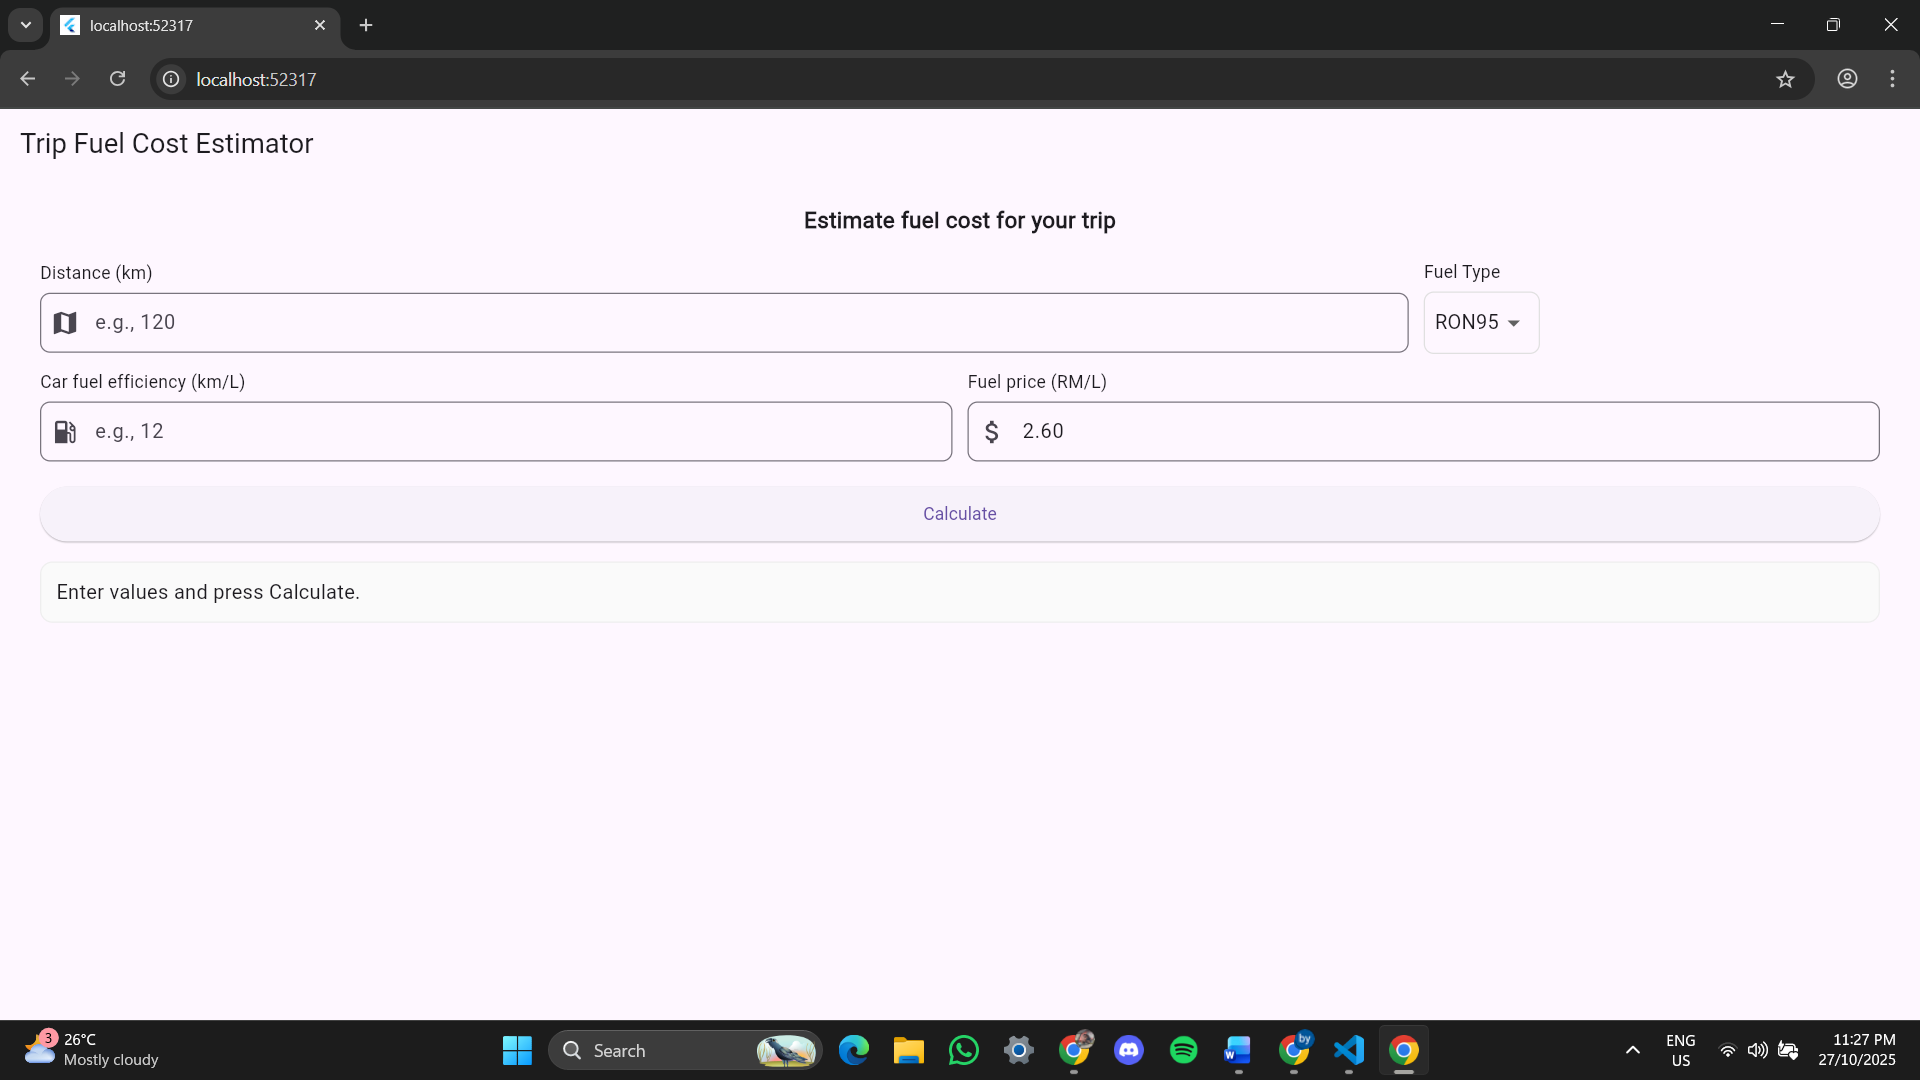 localhost:52317
localhost:52317
Trip Fuel Cost Estimator
Estimate fuel cost for your trip
Distance (km)
Fuel Type
e.g., 120
RON95
Car fuel efficiency (km/L)
Fuel price (RM/L)
e.g., 12
$ 2.60
Calculate
Enter values and press Calculate.
3
26°C
Mostly cloudy
Search
W
by
ENG
US
11:27 PM
27/10/2025